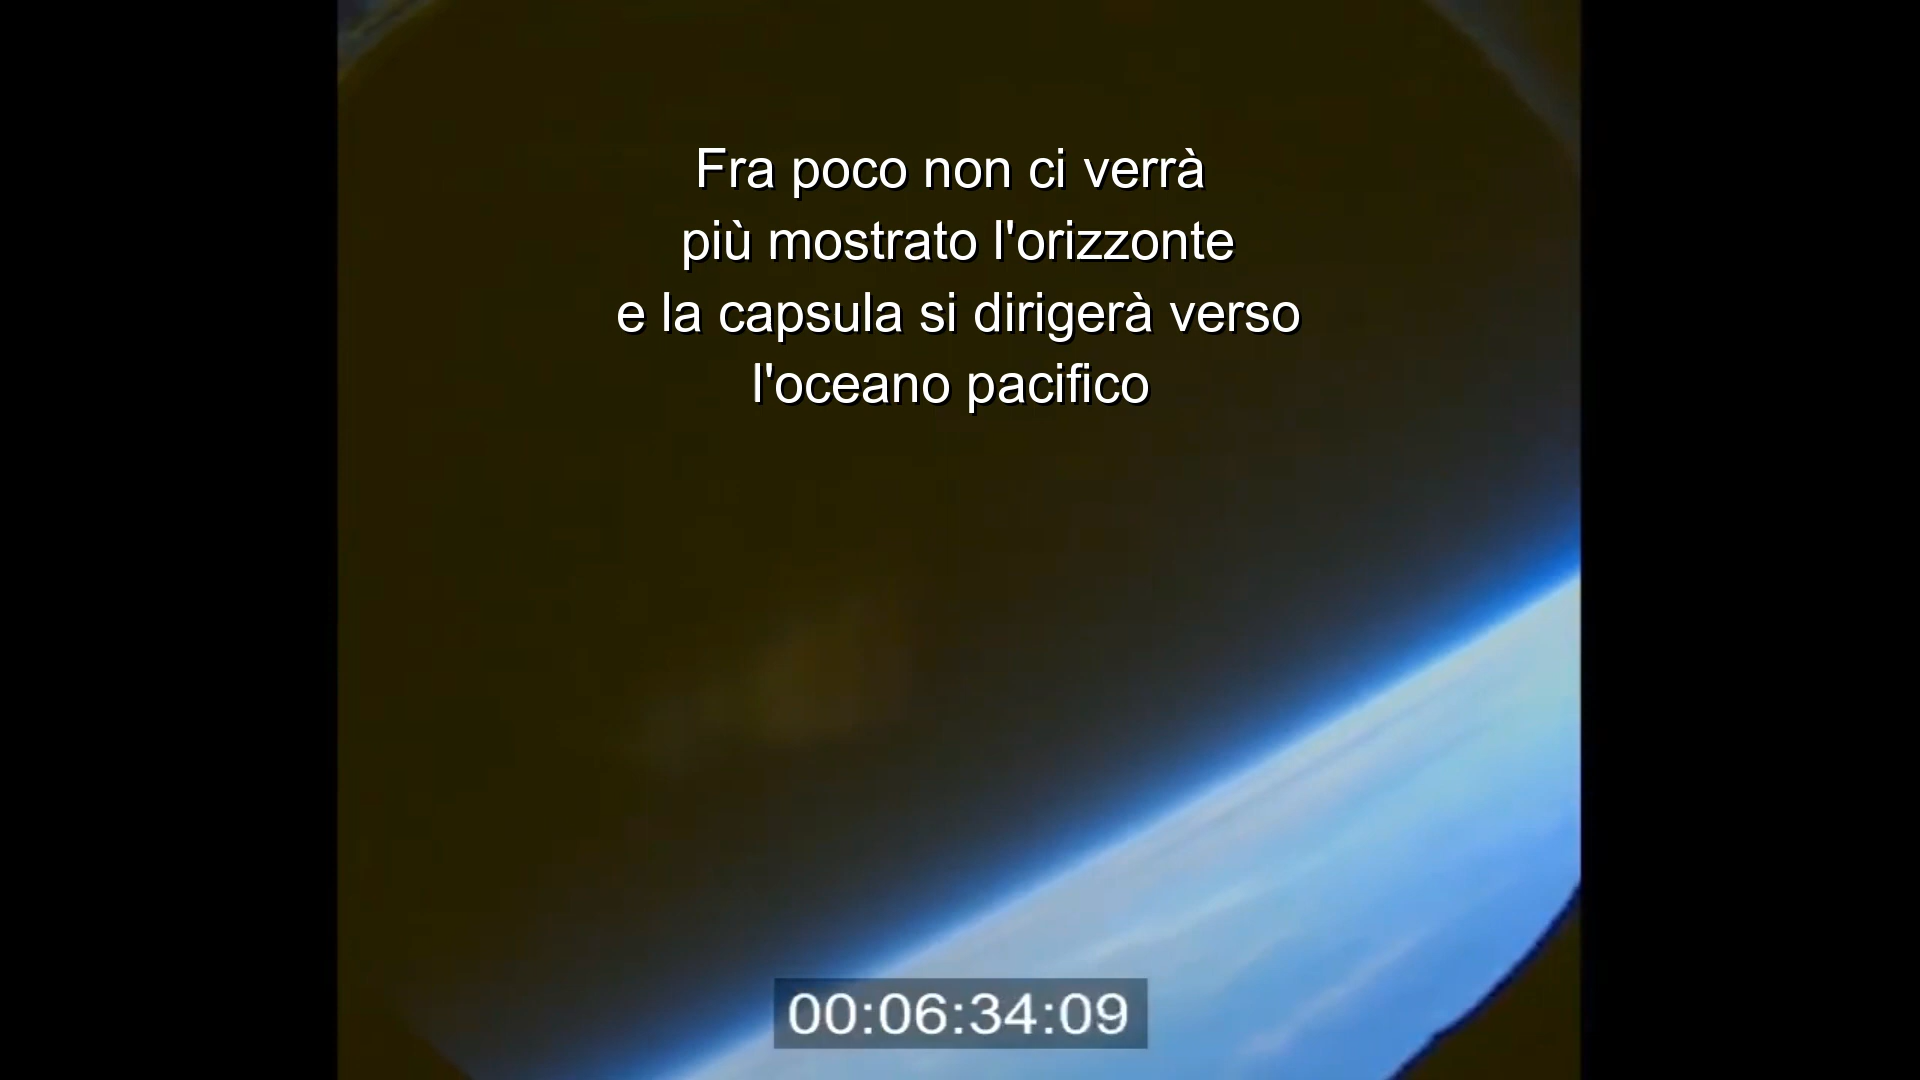 Fra poco non ci verrà
più mostrato l'orizzonte
e la capsula si dirigerà verso
l'oceano pacifico
00:06:34:09